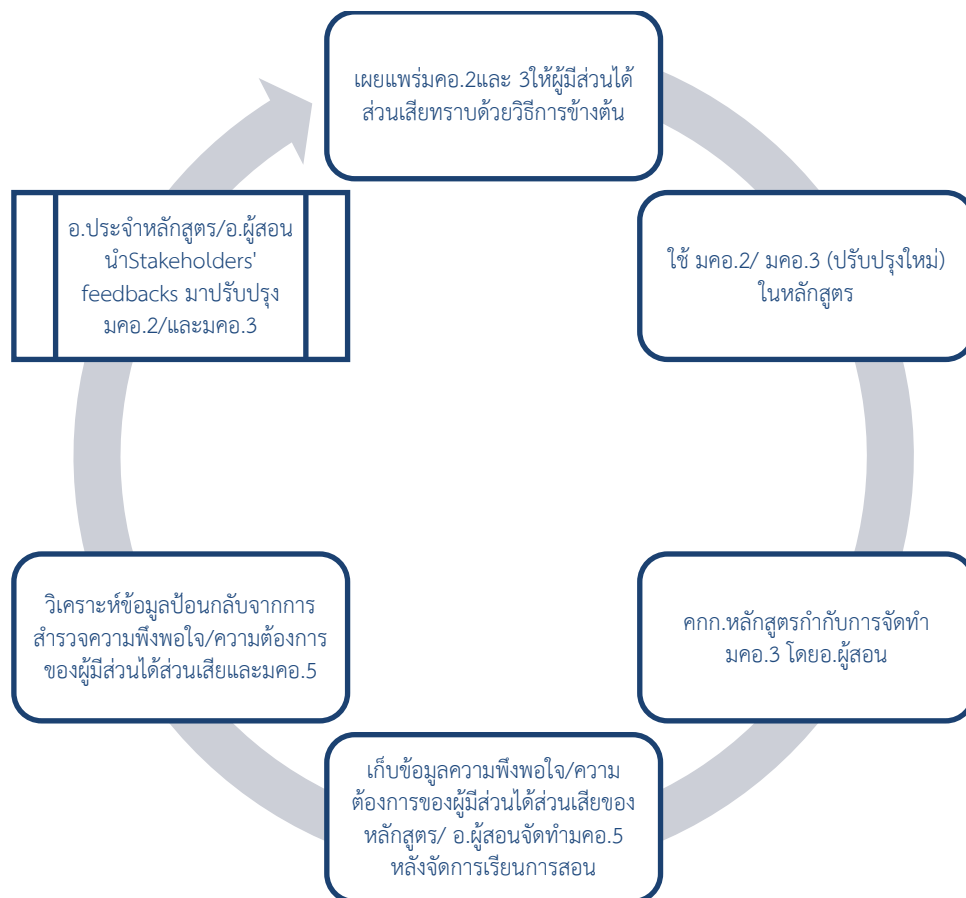 เผยแพร่มคอ.2และ 3ให้ผู้มีส่วนได้
ส่วนเสียทราบด้วยวิธีการข้างต้น
ใช้ มคอ.2/ มคอ.3 (ปรับปรุงใหม่)
ในหลักสูตร
คกก.หลักสูตรกำกับการจัดทำ
มคอ.3 โดยอ.ผู้สอน
เก็บข้อมูลความพึงพอใจ/ความ
ต้องการของผู้มีส่วนได้ส่วนเสียของ
หลักสูตร/ อ.ผู้สอนจัดทำมคอ.5
หลังจัดการเรียนการสอน
วิเคราะห์ข้อมูลป้อนกลับจากการ
สำรวจความพึงพอใจ/ความต้องการ
ของผู้มีส่วนได้ส่วนเสียและมคอ.5
อ.ประจำหลักสูตร/อ.ผู้สอน
นำStakeholders'
feedbacks มาปรับปรุง
มคอ.2/และมคอ.3